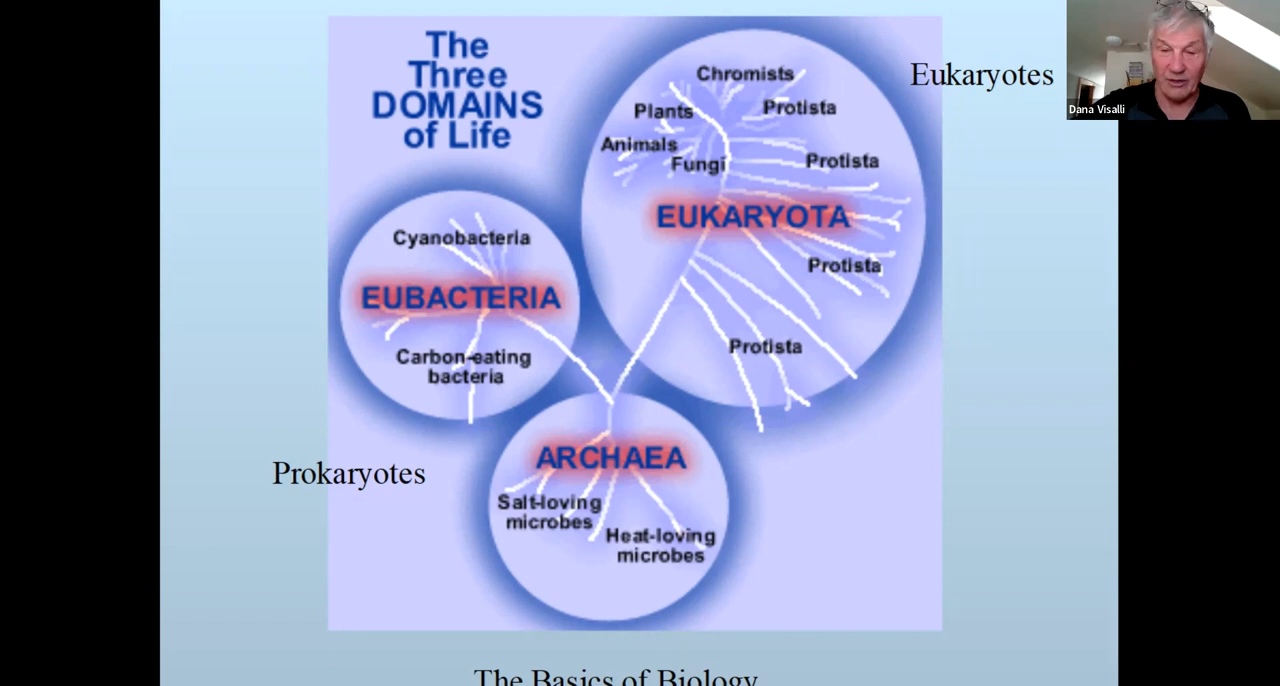 The
Three
DOMAINS
of Life
Eukaryotes
Dana Visalli
Chromists
Plants
Protista
Animals
Fungi
Protista
EUKARYOTA
Protista
Protista
Cyanobacteria
EUBACTERIA
Carbon-eating
bacteria
Prokaryotes
ARCHAEA
Salt-loving
microbes
Heat-loving
microbes
The Basics of Biology